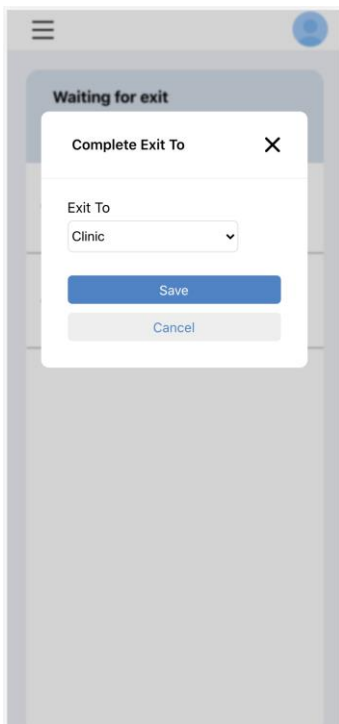 Waiting for exit
Complete Exit To
Exit To
Clinic
Save
Cancel